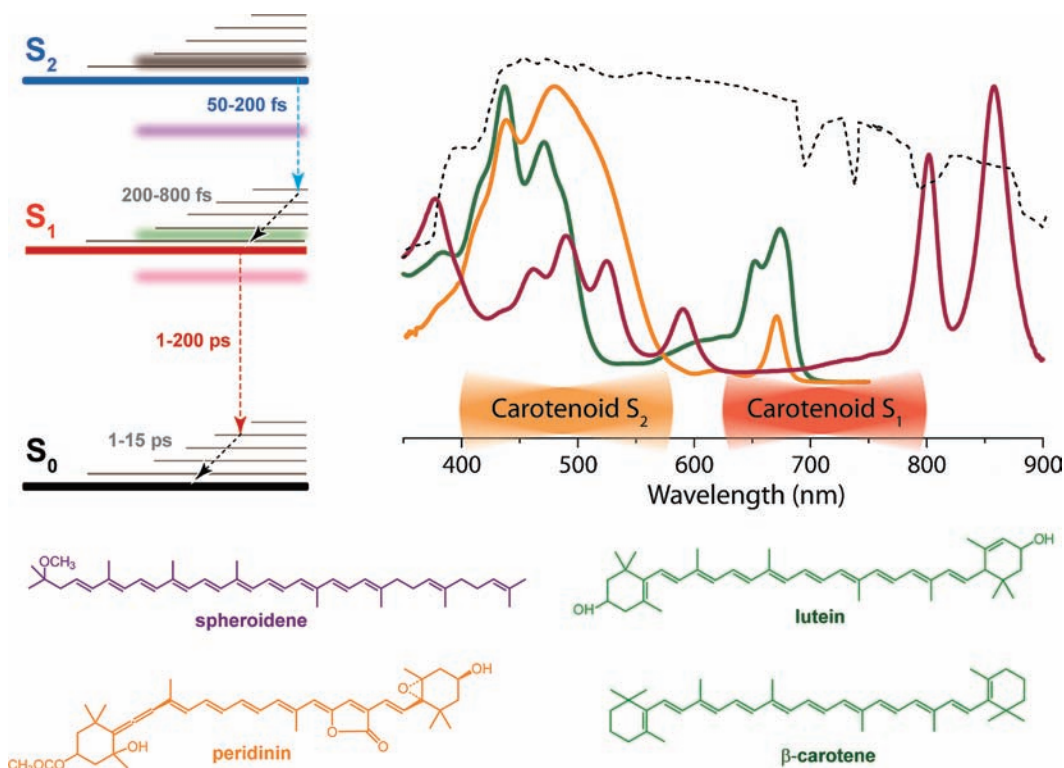 S2
50-200 fs
200-800 fs
S1
1-200 ps
1-15 ps
S0
Carotenoid S2
Carotenoid S1
400 500 600 700 800 900
Wavelength (nm)
OCH3
spheroidene
OH
OH
lutein
OH
O
OH
O
O
CH3OCO
peridinin
β-carotene